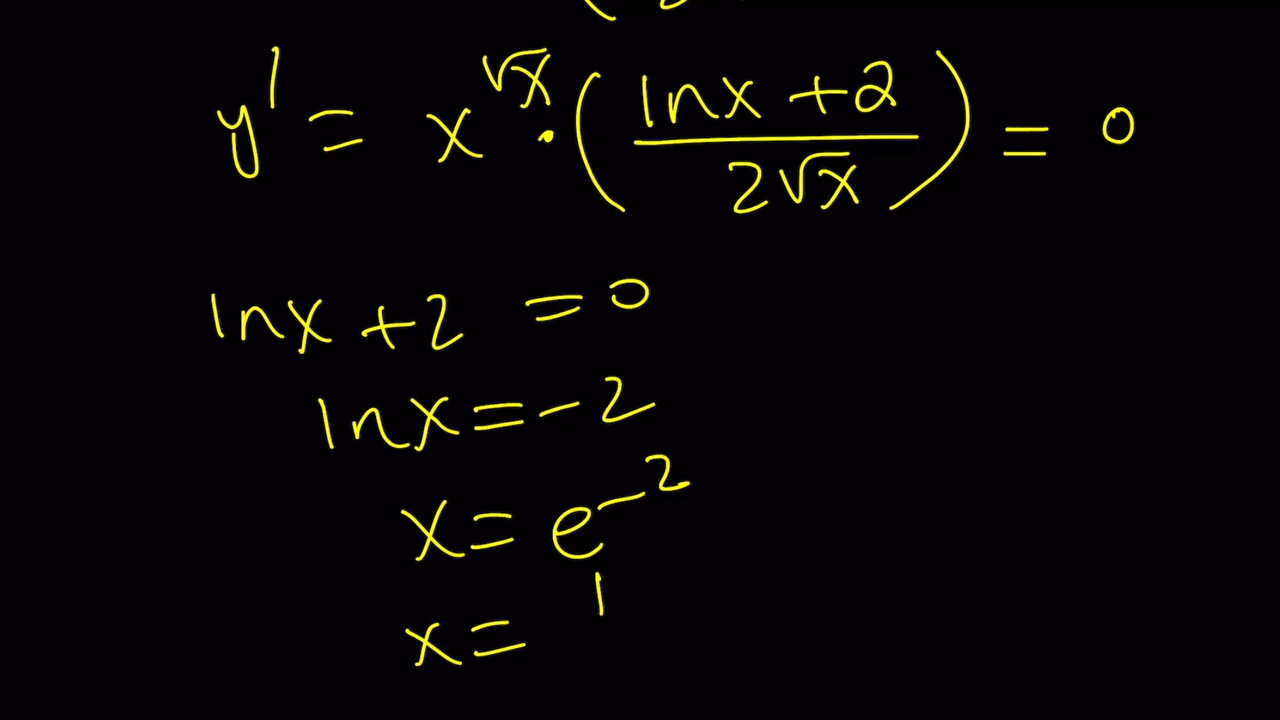 y' = x^√x · ( (ln x + 2) / (2√x) ) = 0
ln x + 2 = 0
ln x = -2
x = e^-2
x = 1